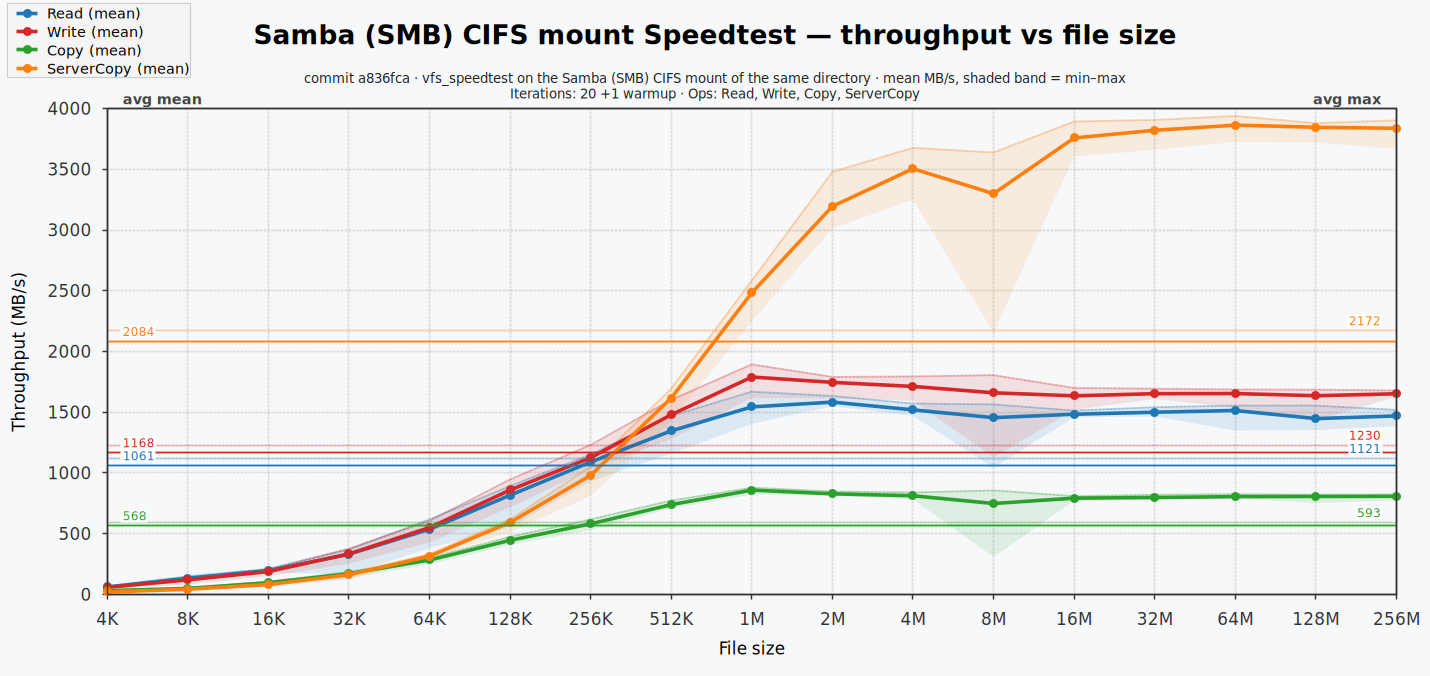 Read (mean)
Write (mean)
Copy (mean)
ServerCopy (mean)
Samba (SMB) CIFS mount Speedtest — throughput vs file size
commit a836fca · vfs_speedtest on the Samba (SMB) CIFS mount of the same directory · mean MB/s, shaded band = min–max
Iterations: 20 +1 warmup · Ops: Read, Write, Copy, ServerCopy
avg mean
avg max
4000
3500
3000
2500
2000
1500
1000
500
0
Throughput (MB/s)
2084
2172
1168
1230
1061
1121
568
593
4K 8K 16K 32K 64K 128K 256K 512K 1M 2M 4M 8M 16M 32M 64M 128M 256M
File size